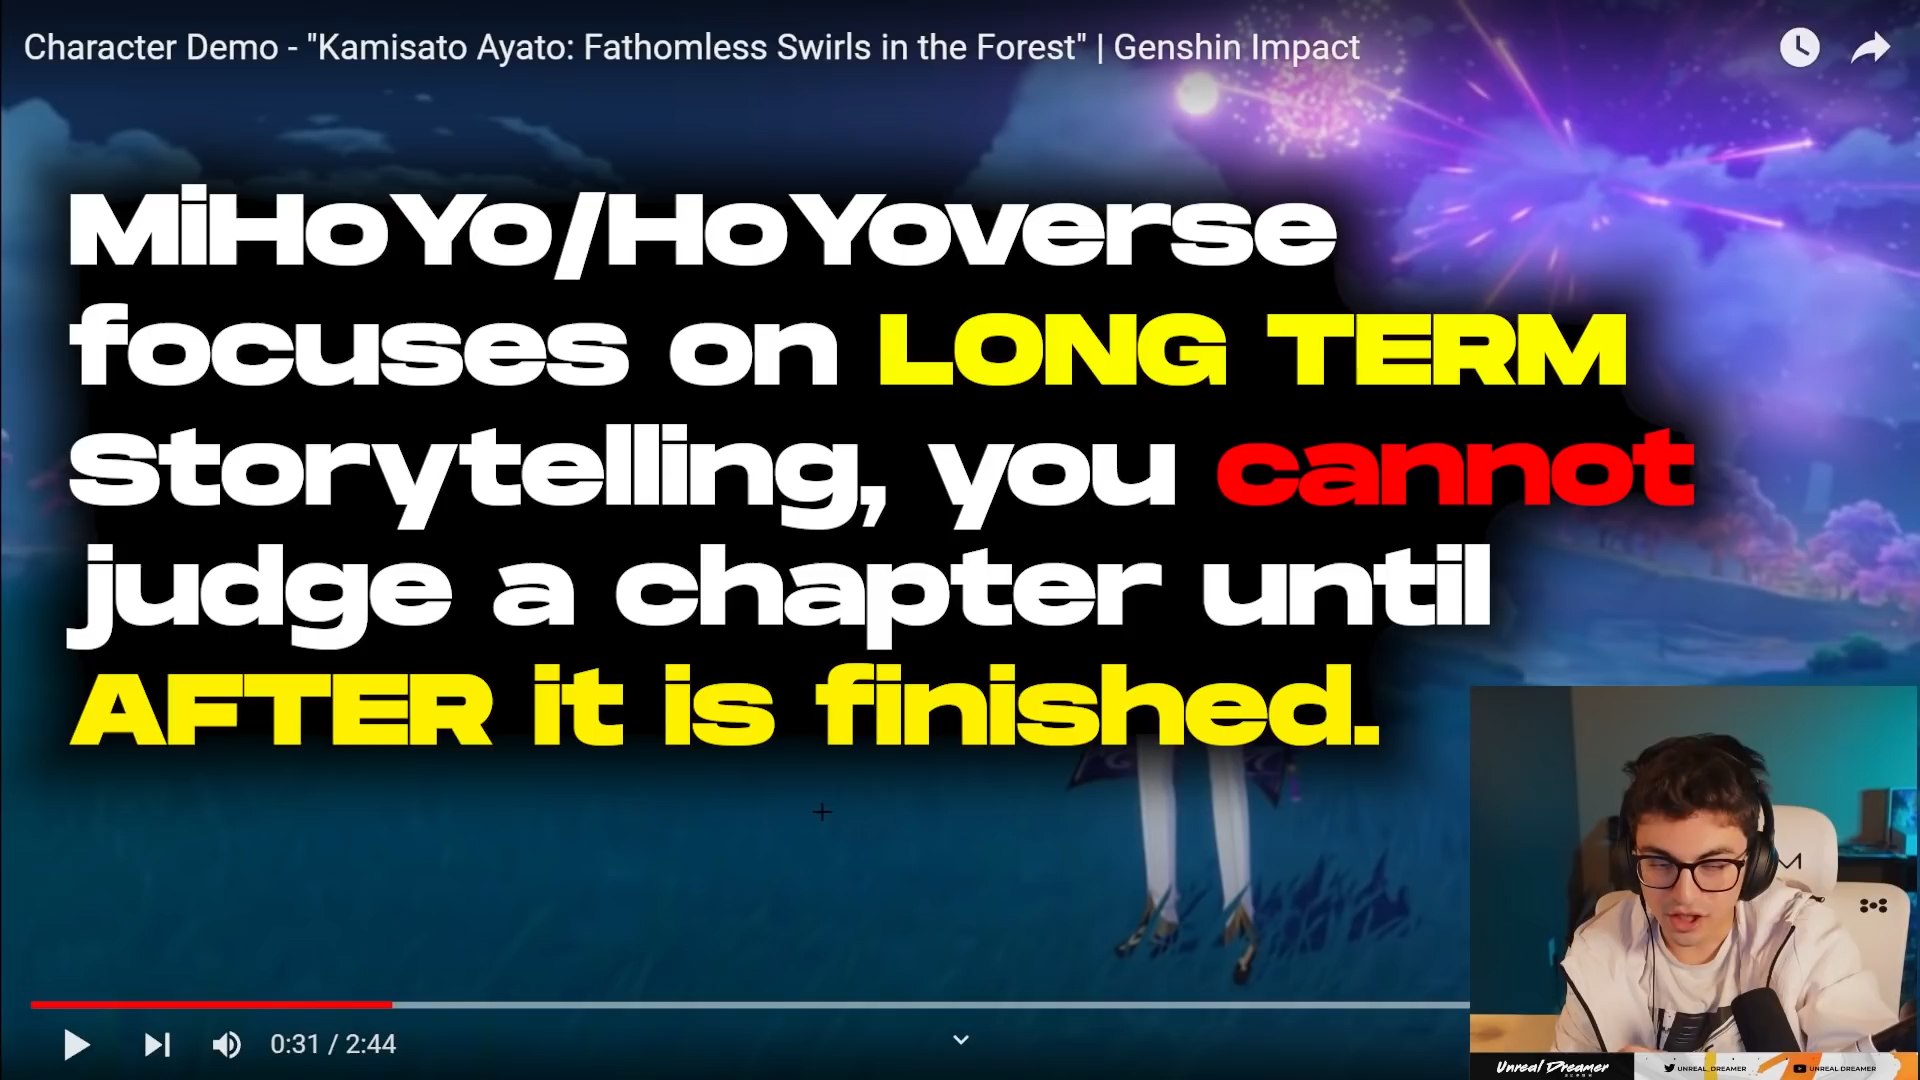 Character Demo - "Kamisato Ayato: Fathomless Swirls in the Forest" | Genshin Impact
MiHoYo/HoYoverse
focuses on LONG TERM
Storytelling, you cannot
judge a chapter until
AFTER it is finished.
0:31 / 2:44
Unreal Dreamer
UNREAL_DREAMER
UNREAL DREAMER